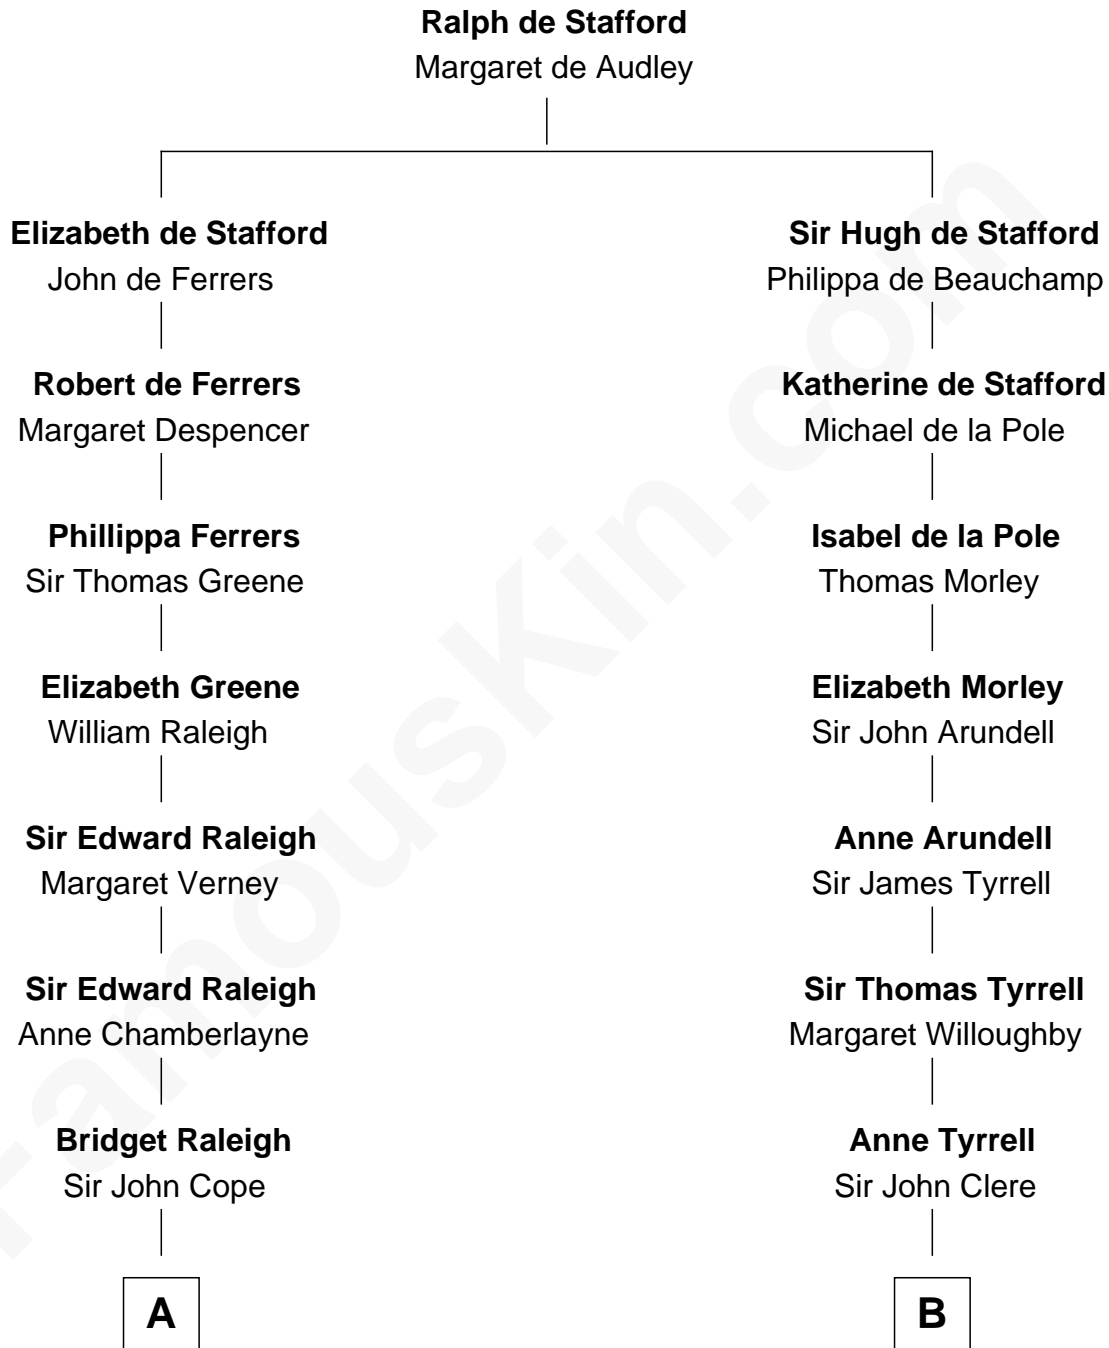 Ralph de Stafford
Margaret de Audley
Elizabeth de Stafford
John de Ferrers
Sir Hugh de Stafford
Philippa de Beauchamp
Robert de Ferrers
Margaret Despencer
Katherine de Stafford
Michael de la Pole
Phillippa Ferrers
Sir Thomas Greene
Isabel de la Pole
Thomas Morley
Elizabeth Greene
William Raleigh
Elizabeth Morley
Sir John Arundell
Sir Edward Raleigh
Margaret Verney
Anne Arundell
Sir James Tyrrell
Sir Edward Raleigh
Anne Chamberlayne
Sir Thomas Tyrrell
Margaret Willoughby
Bridget Raleigh
Sir John Cope
Anne Tyrrell
Sir John Clere
A
B
FamousKin.com